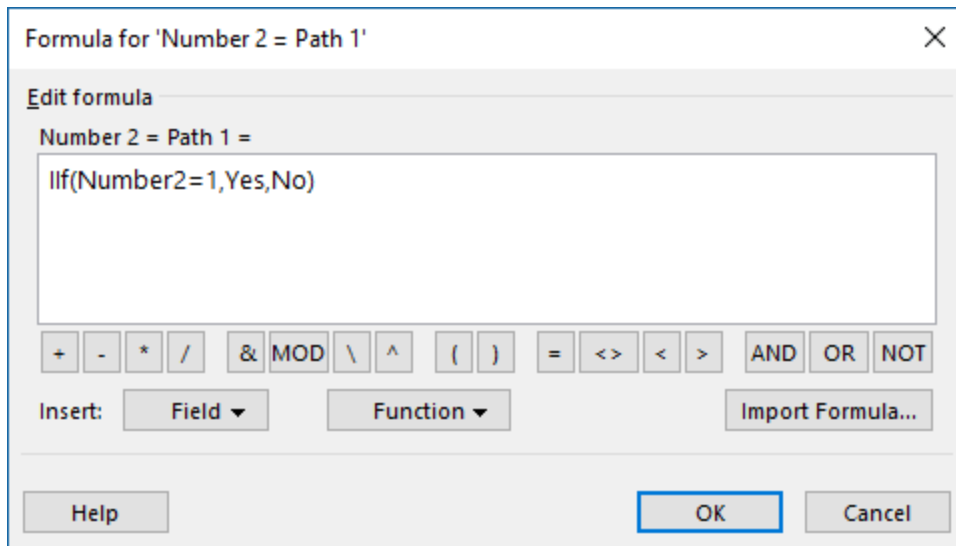 Formula for 'Number 2 = Path 1'
Edit formula
Number 2 = Path 1 =
IIf(Number2=1,Yes,No)
+ - * / & MOD \ ^ ( ) = <> < > AND OR NOT
Insert: Field Function Import Formula...
Help OK Cancel